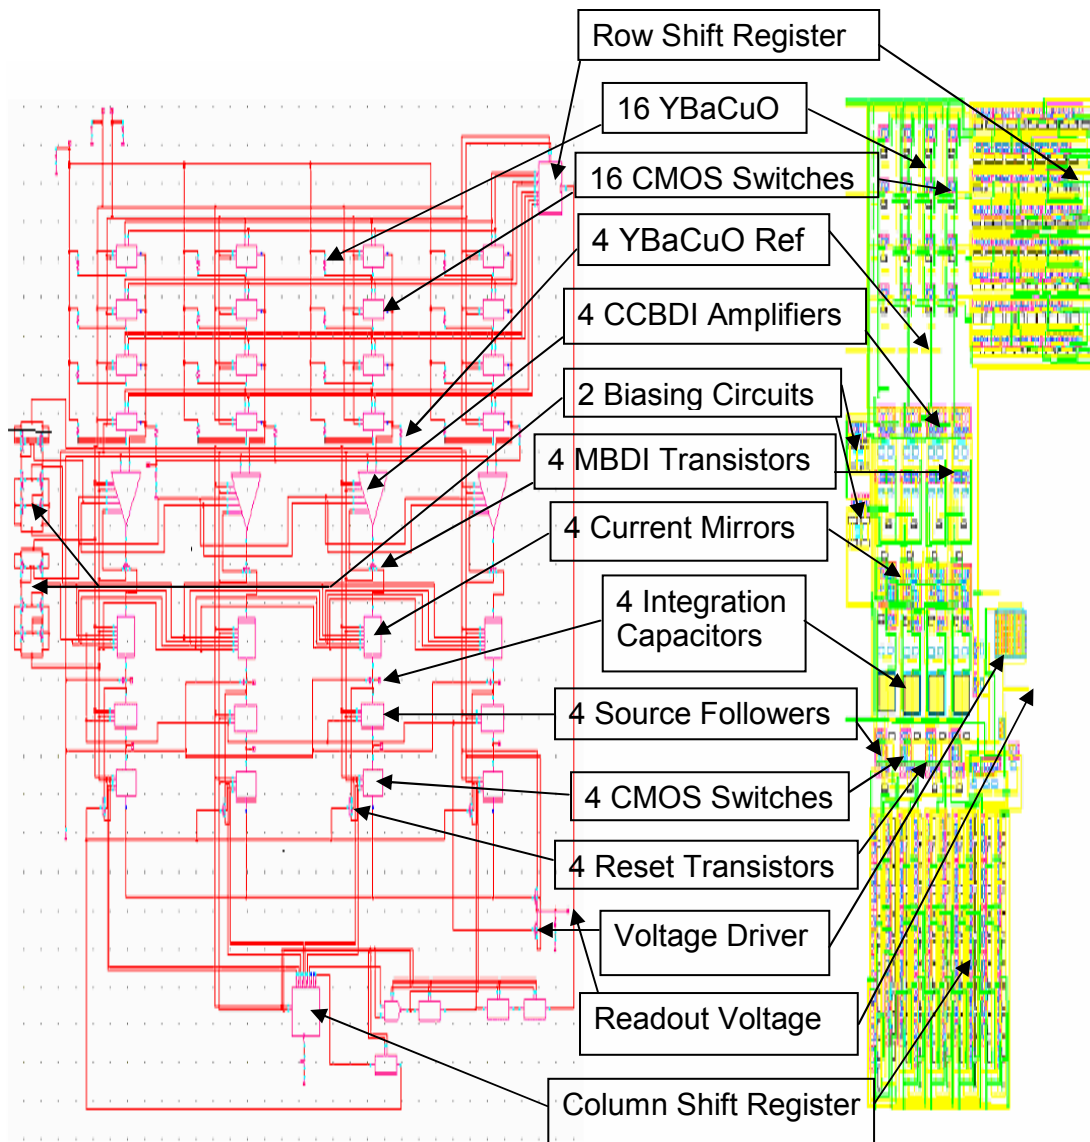 Row Shift Register
16 YBaCuO
16 CMOS Switches
4 YBaCuO Ref
4 CCBDI Amplifiers
2 Biasing Circuits
4 MBDI Transistors
4 Current Mirrors
4 Integration
Capacitors
4 Source Followers
4 CMOS Switches
4 Reset Transistors
Voltage Driver
Readout Voltage
Column Shift Register